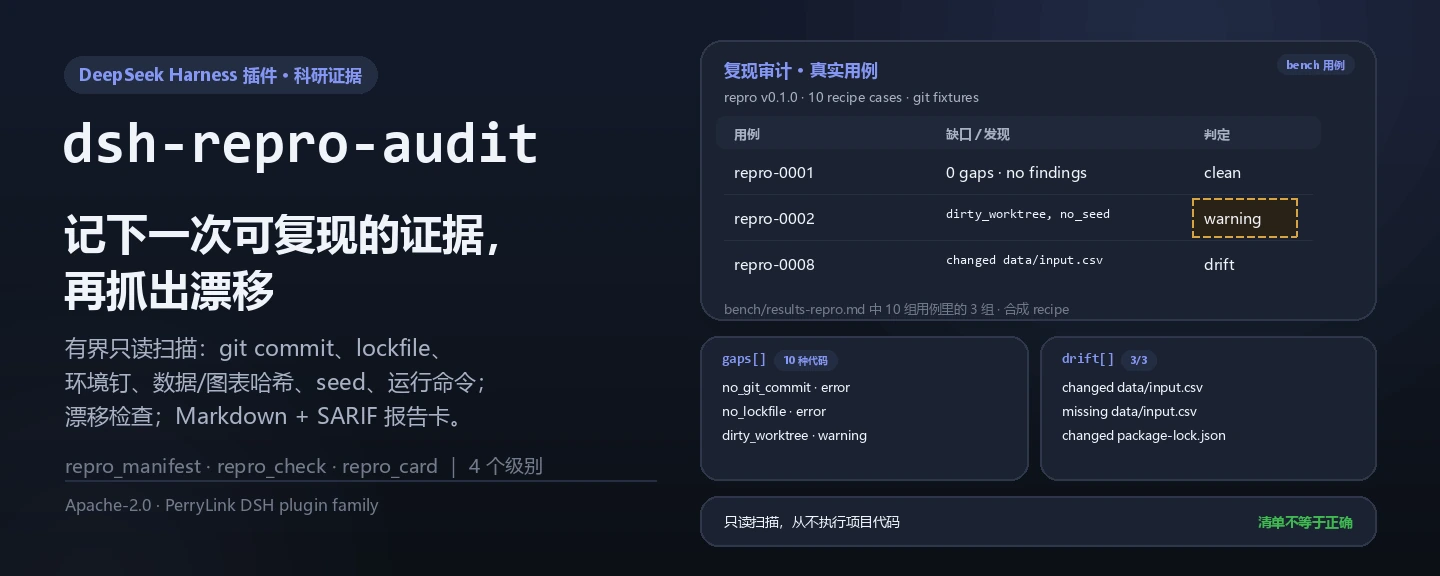 DeepSeek Harness 插件 · 科研证据
dsh-repro-audit
记下一次可复现的证据，
再抓出漂移
有界只读扫描：git commit、lockfile、
环境钉、数据/图表哈希、seed、运行命令；
漂移检查；Markdown + SARIF 报告卡。
repro_manifest · repro_check · repro_card | 4 个级别
Apache-2.0 · PerryLink DSH plugin family
复现审计 · 真实用例
bench 用例
repro v0.1.0 · 10 recipe cases · git fixtures
用例 缺口 / 发现 判定
repro-0001 0 gaps · no findings clean
repro-0002 dirty_worktree, no_seed warning
repro-0008 changed data/input.csv drift
bench/results-repro.md 中 10 组用例里的 3 组 · 合成 recipe
gaps[] 10 种代码
no_git_commit · error
no_lockfile · error
dirty_worktree · warning
drift[] 3/3
changed data/input.csv
missing data/input.csv
changed package-lock.json
只读扫描，从不执行项目代码
清单不等于正确